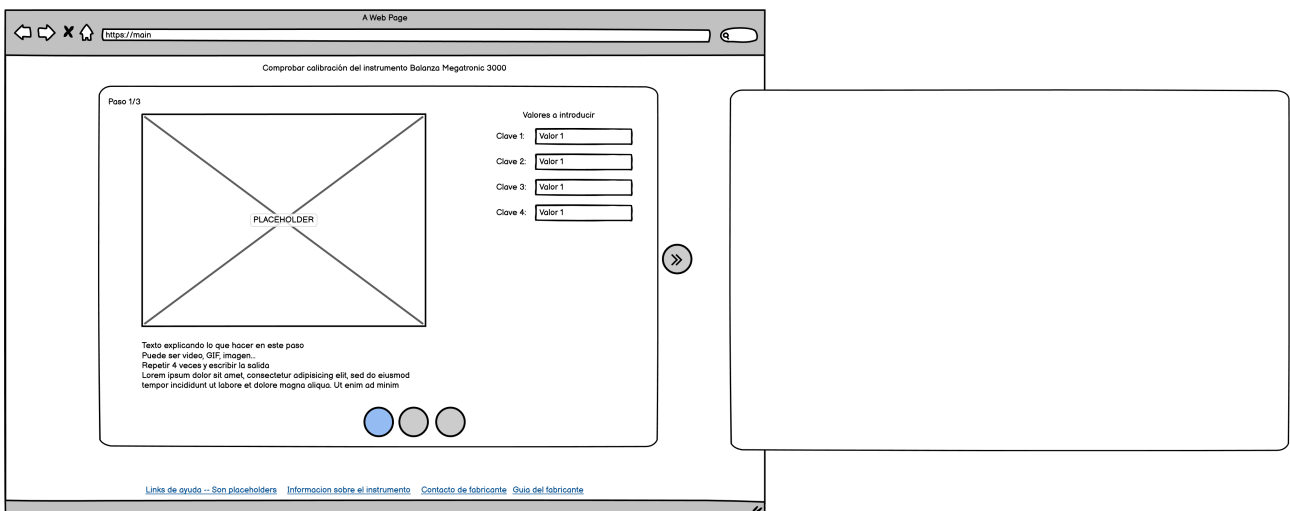 A Web Page
https://main
Comprobar calibración del instrumento Balanza Megatronic 3000
Paso 1/3
PLACEHOLDER
Texto explicando lo que hacer en este paso
Puede ser video, GIF, imagen...
Repetir 4 veces y escribir la salida
Lorem ipsum dolor sit amet, consectetur adipisicing elit, sed do eiusmod
tempor incididunt ut labore et dolore magna aliqua. Ut enim ad minim
Valores a introducir
Clave 1: Valor 1
Clave 2: Valor 1
Clave 3: Valor 1
Clave 4: Valor 1
Links de ayuda -- Son placeholders Informacion sobre el instrumento Contacto de fabricante Guia del fabricante